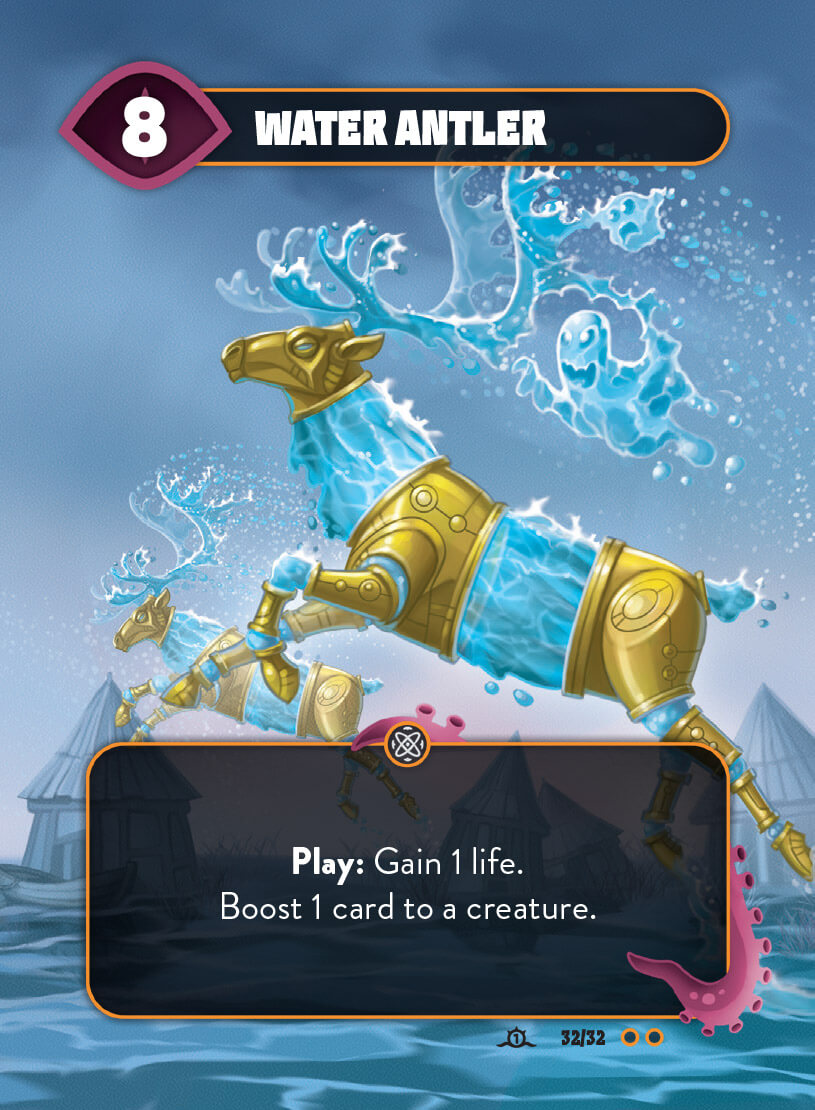 8
WATER ANTLER
Play: Gain 1 life.
Boost 1 card to a creature.
1 32/32